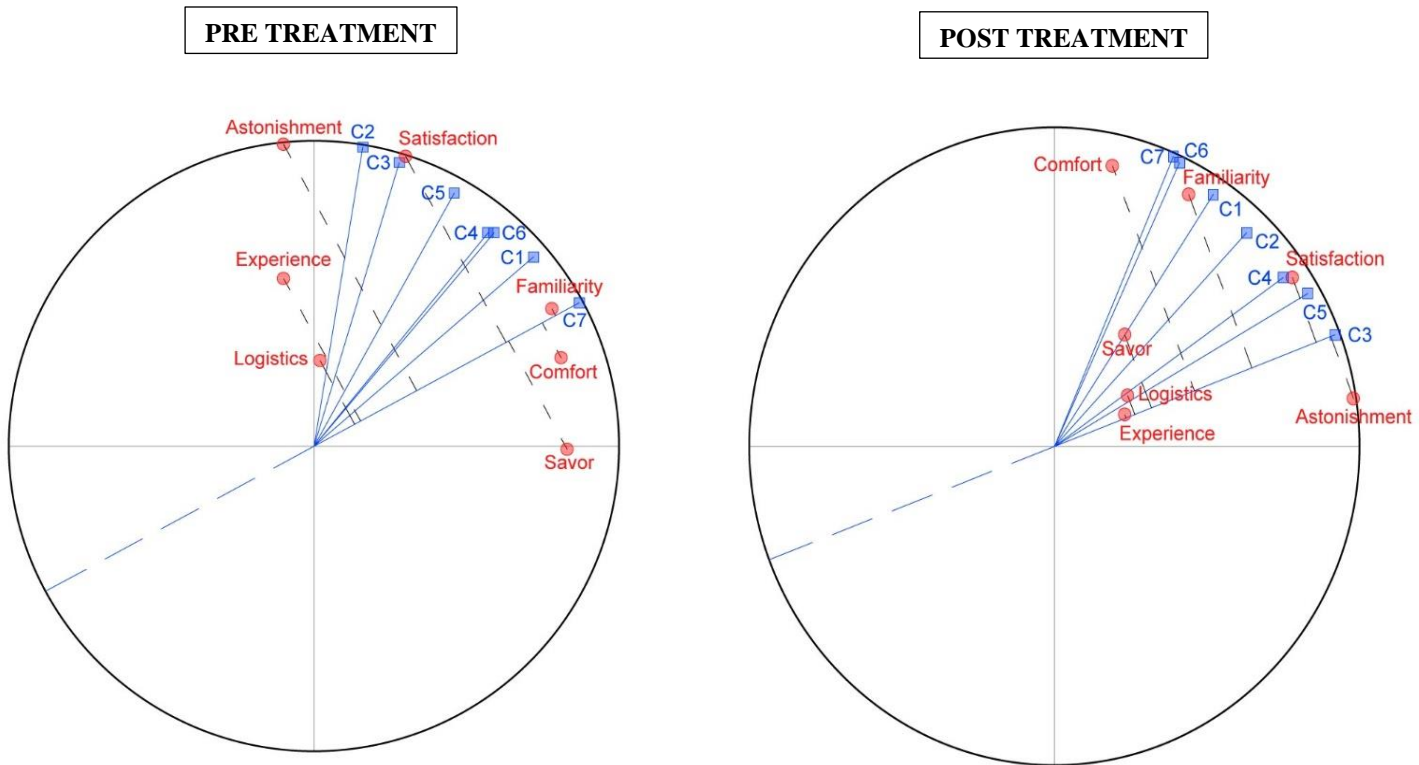 PRE TREATMENT
Astonishment
C2
Satisfaction
C3
C5
C4
C6
C1
Experience
Familiarity
C7
Logistics
Comfort
Savor
POST TREATMENT
C7
C6
Comfort
Familiarity
C1
C2
Satisfaction
C4
C5
C3
Savor
Logistics
Astonishment
Experience